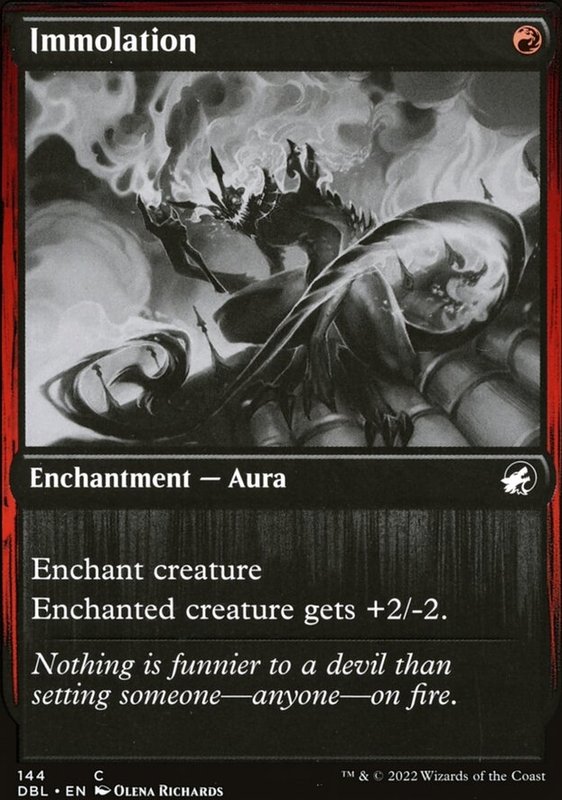 Immolation
Enchantment — Aura
Enchant creature
Enchanted creature gets +2/-2.
Nothing is funnier to a devil than
setting someone—anyone—on fire.
144 C
DBL • EN Olena Richards
™ & © 2022 Wizards of the Coast